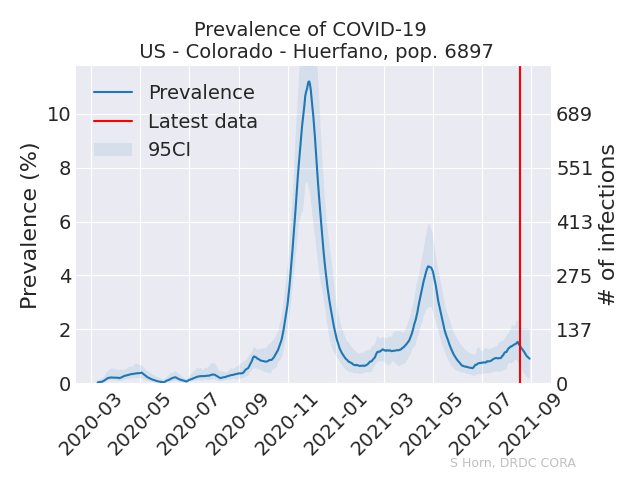 Prevalence of COVID-19
US - Colorado - Huerfano, pop. 6897
Prevalence
Latest data
95CI
Prevalence (%)
10
8
6
4
2
0
# of infections
689
551
413
275
137
0
2020-03
2020-05
2020-07
2020-09
2020-11
2021-01
2021-03
2021-05
2021-07
2021-09
S Horn, DRDC CORA